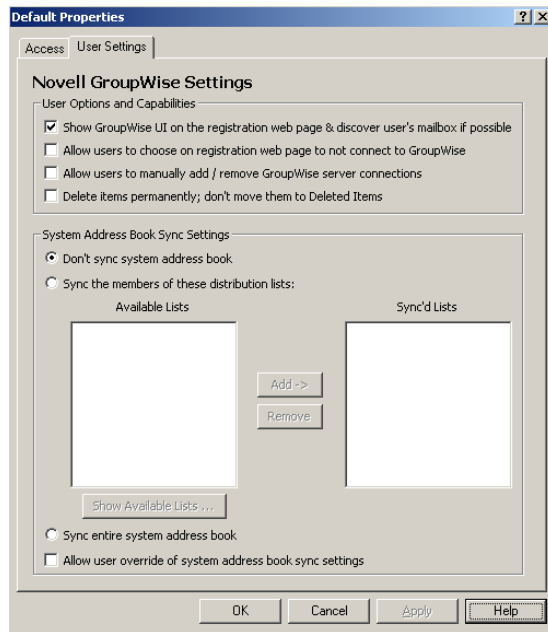 Default Properties
Access User Settings
Novell GroupWise Settings
User Options and Capabilities
Show GroupWise UI on the registration web page & discover user's mailbox if possible
Allow users to choose on registration web page to not connect to GroupWise
Allow users to manually add / remove GroupWise server connections
Delete items permanently; don't move them to Deleted Items
System Address Book Sync Settings
Don't sync system address book
Sync the members of these distribution lists:
Available Lists Sync'd Lists
Add ->
Remove
Show Available Lists ...
Sync entire system address book
Allow user override of system address book sync settings
OK Cancel Apply Help